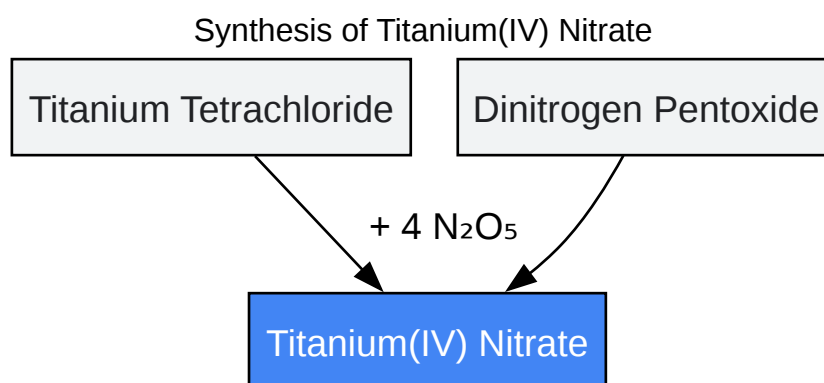 Synthesis of Titanium(IV) Nitrate
Titanium Tetrachloride
Dinitrogen Pentoxide
+ 4 N₂O₅
Titanium(IV) Nitrate